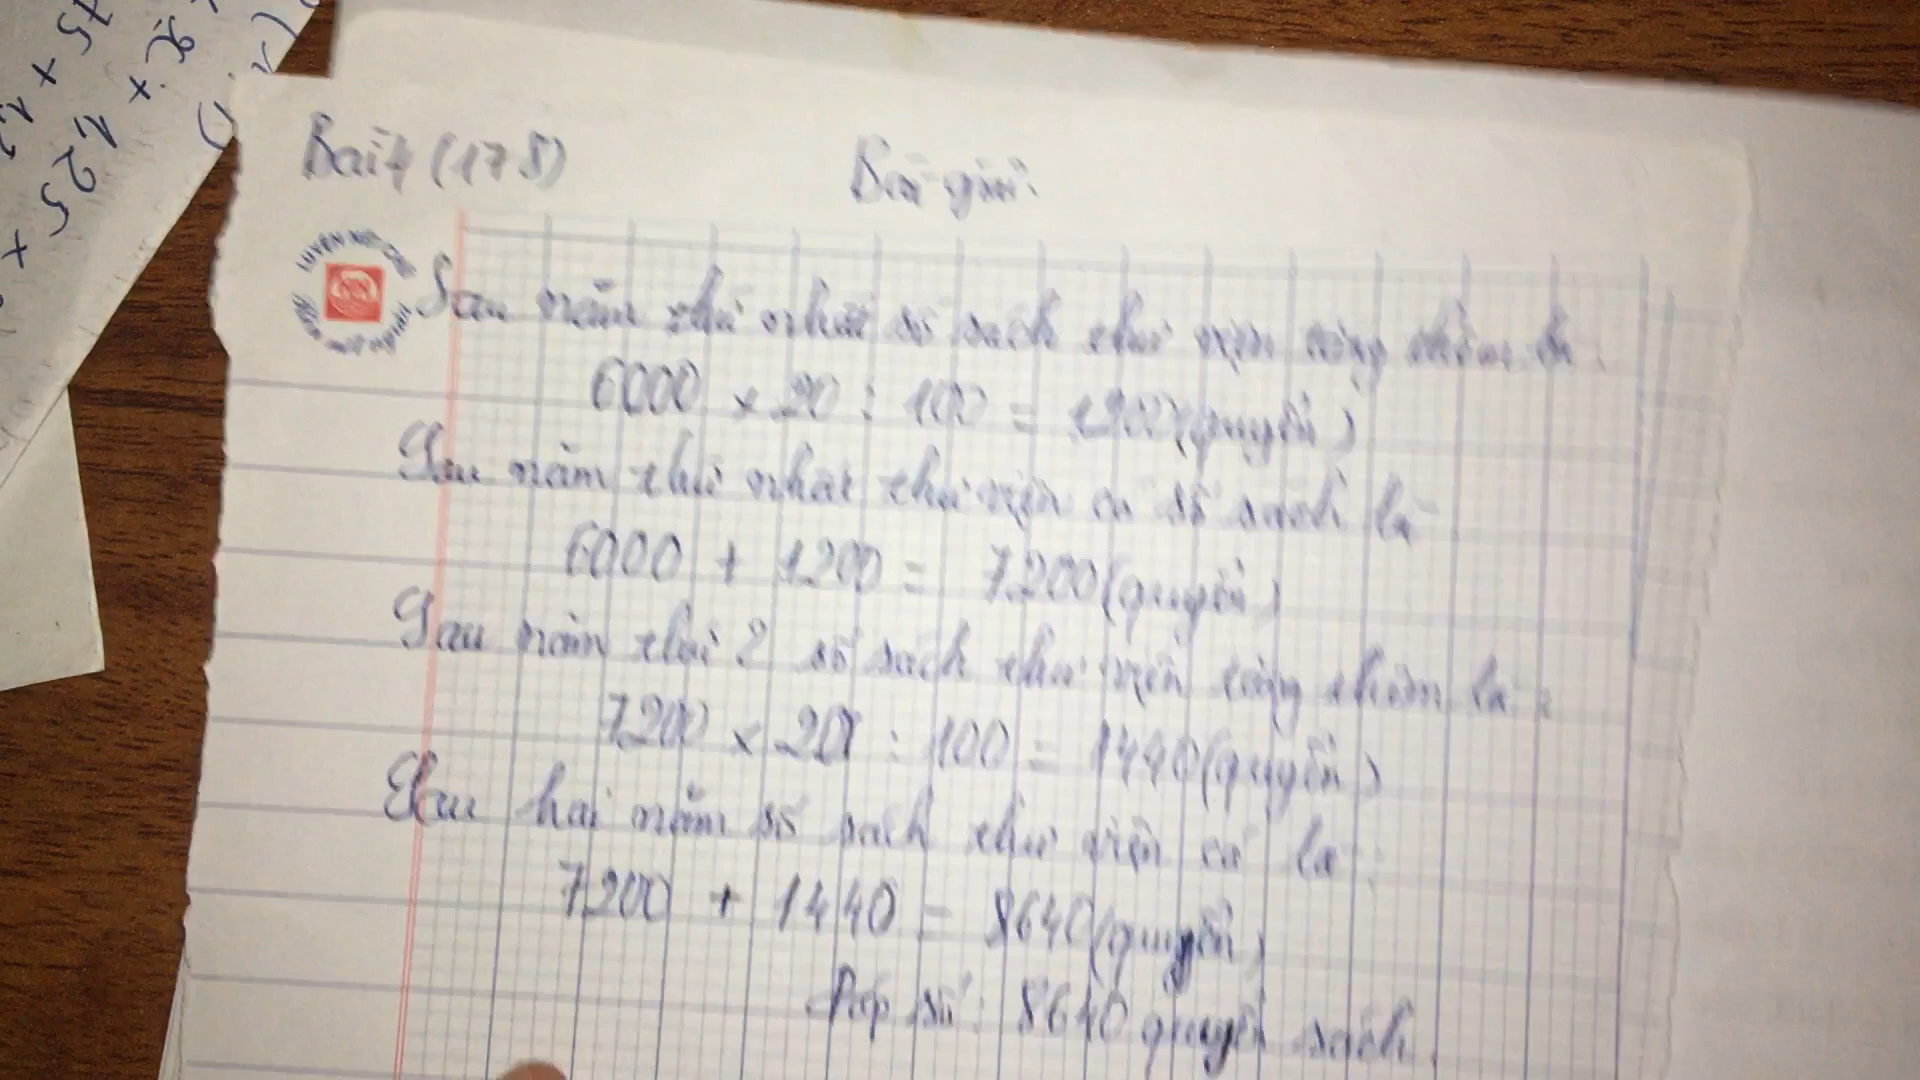 Bài 4 (178)
Bài giải:
Sau năm thứ nhất số sách thư viện tăng thêm là:
6000 × 20 : 100 = 1200 (quyển)
Sau năm thứ nhất thư viện có số sách là
6000 + 1200 = 7200 (quyển)
Sau năm thứ 2 số sách thư viện tăng thêm là:
7200 × 20 : 100 = 1440 (quyển)
Sau hai năm số sách thư viện có là:
7200 + 1440 = 8640 (quyển)
Đáp số: 8640 quyển sách.